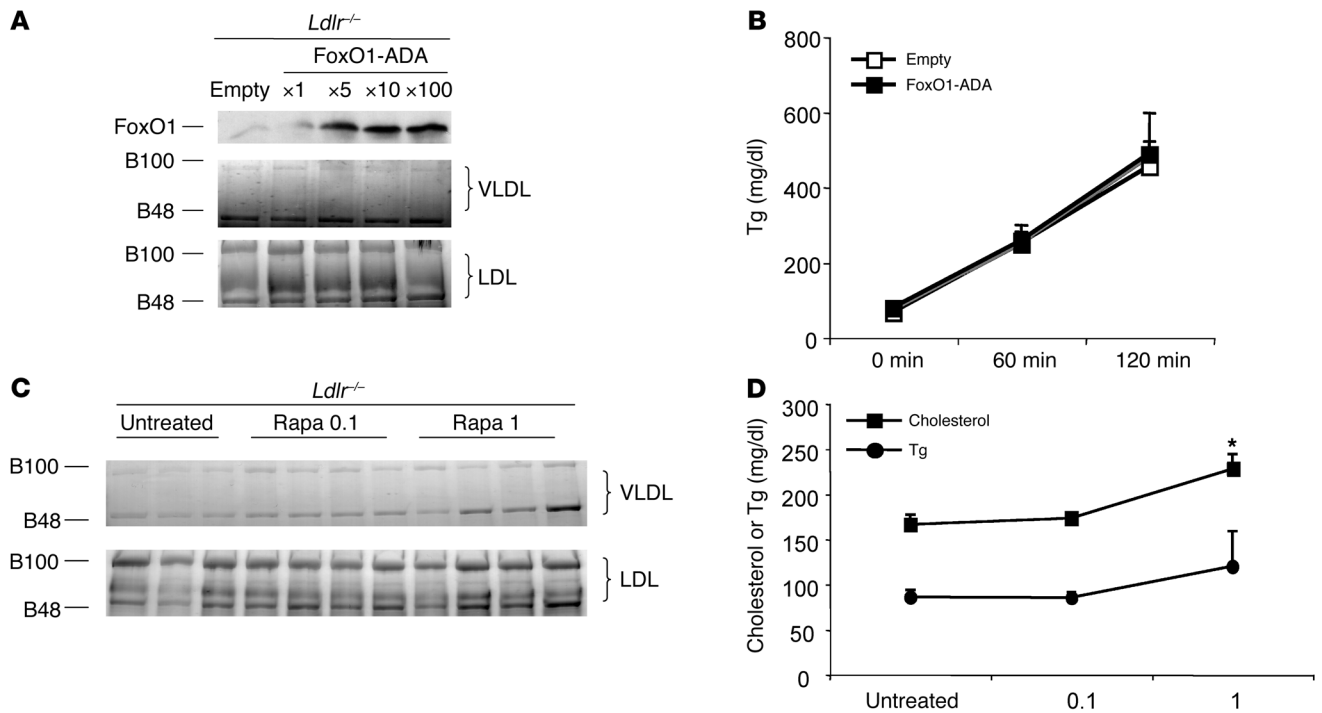 A
Ldlr–/–
FoxO1-ADA
Empty ×1 ×5 ×10 ×100
FoxO1
B100
VLDL
B48
B100
LDL
B48
B
800
600
400
200
0
Tg (mg/dl)
Empty
FoxO1-ADA
0 min 60 min 120 min
C
Ldlr–/–
Untreated Rapa 0.1 Rapa 1
B100
VLDL
B48
B100
LDL
B48
D
300
250
200
150
100
50
0
Cholesterol or Tg (mg/dl)
Cholesterol
Tg
*
Untreated 0.1 1